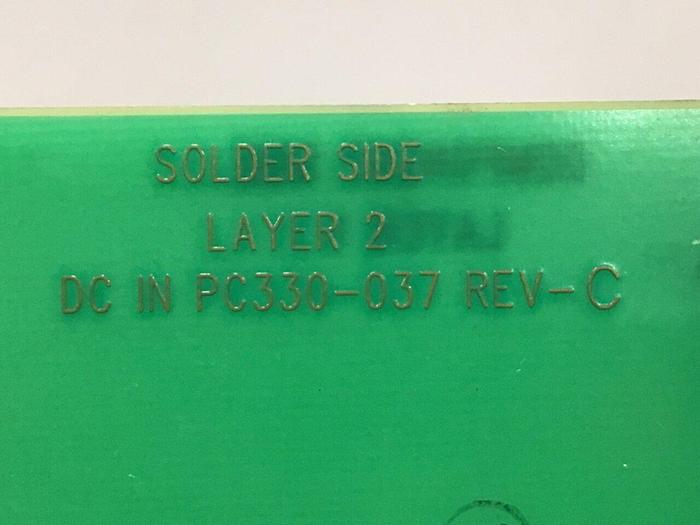 SOLDER SIDE
LAYER 2
DC IN PC330-037 REV-C